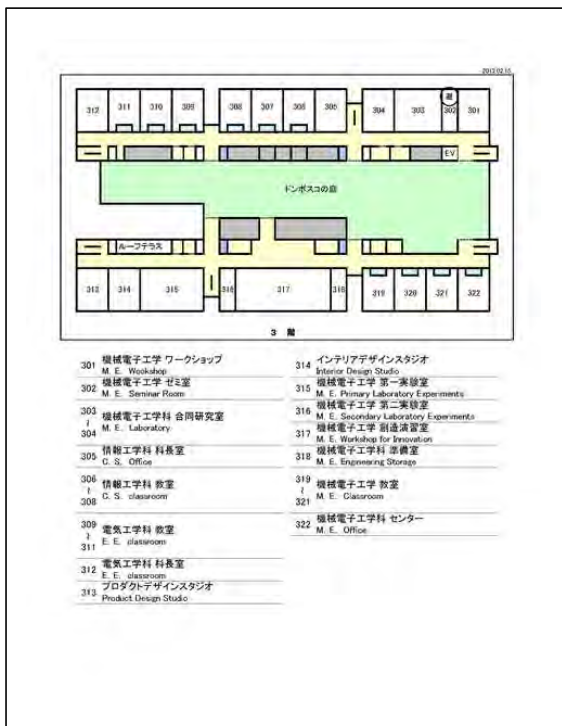 2013.02.15
避
312 311 310 309 308 307 306 305 304 303 302 301
EV
ドンボスコの庭
ルーフテラス
313 314 315 316 317 318 319 320 321 322
3 階
301 機械電子工学 ワークショップ
M. E. Wookshop
302 機械電子工学 ゼミ室
M. E. Seminar Room
303
~
304
機械電子工学科 合同研究室
M. E. Laboratory
305 情報工学科 科長室
C. S. Office
306
~
308
情報工学科 教室
C. S. classroom
309
~
311
電気工学科 教室
E. E. classroom
312 電気工学科 科長室
E. E. classroom
313 プロダクトデザインスタジオ
Product Design Studio
314 インテリアデザインスタジオ
Interior Design Studio
315 機械電子工学 第一実験室
M. E. Primary Laboratory Experiments
316 機械電子工学 第二実験室
M. E. Secondary Laboratory Experiments
317 機械電子工学 創造演習室
M. E. Workshop for Innovation
318 機械電子工学科 準備室
M. E. Engineering Storage
319
~
321
機械電子工学 教室
M. E. Classroom
322 機械電子工学科 センター
M. E. Office